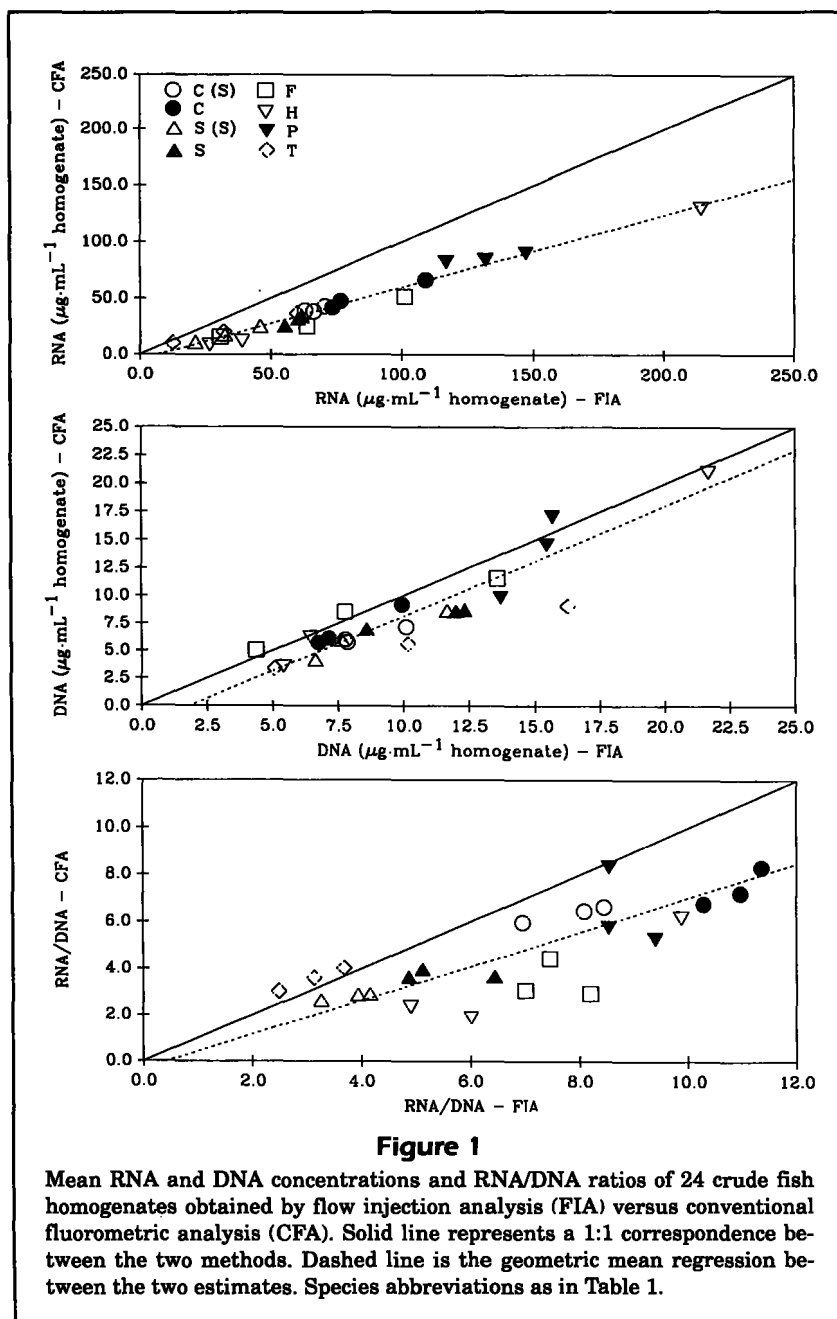 RNA (μg·mL⁻¹ homogenate) – CFA
250.0
200.0
150.0
100.0
50.0
0.0
C (S)
C
S (S)
S
F
H
P
T
0.0 50.0 100.0 150.0 200.0 250.0
RNA (μg·mL⁻¹ homogenate) – FIA
DNA (μg·mL⁻¹ homogenate) – CFA
25.0
22.5
20.0
17.5
15.0
12.5
10.0
7.5
5.0
2.5
0.0
0.0 2.5 5.0 7.5 10.0 12.5 15.0 17.5 20.0 22.5 25.0
DNA (μg·mL⁻¹ homogenate) – FIA
RNA/DNA – CFA
12.0
10.0
8.0
6.0
4.0
2.0
0.0
0.0 2.0 4.0 6.0 8.0 10.0 12.0
RNA/DNA – FIA
Figure 1
Mean RNA and DNA concentrations and RNA/DNA ratios of 24 crude fish
homogenates obtained by flow injection analysis (FIA) versus conventional
fluorometric analysis (CFA). Solid line represents a 1:1 correspondence be-
tween the two methods. Dashed line is the geometric mean regression be-
tween the two estimates. Species abbreviations as in Table 1.